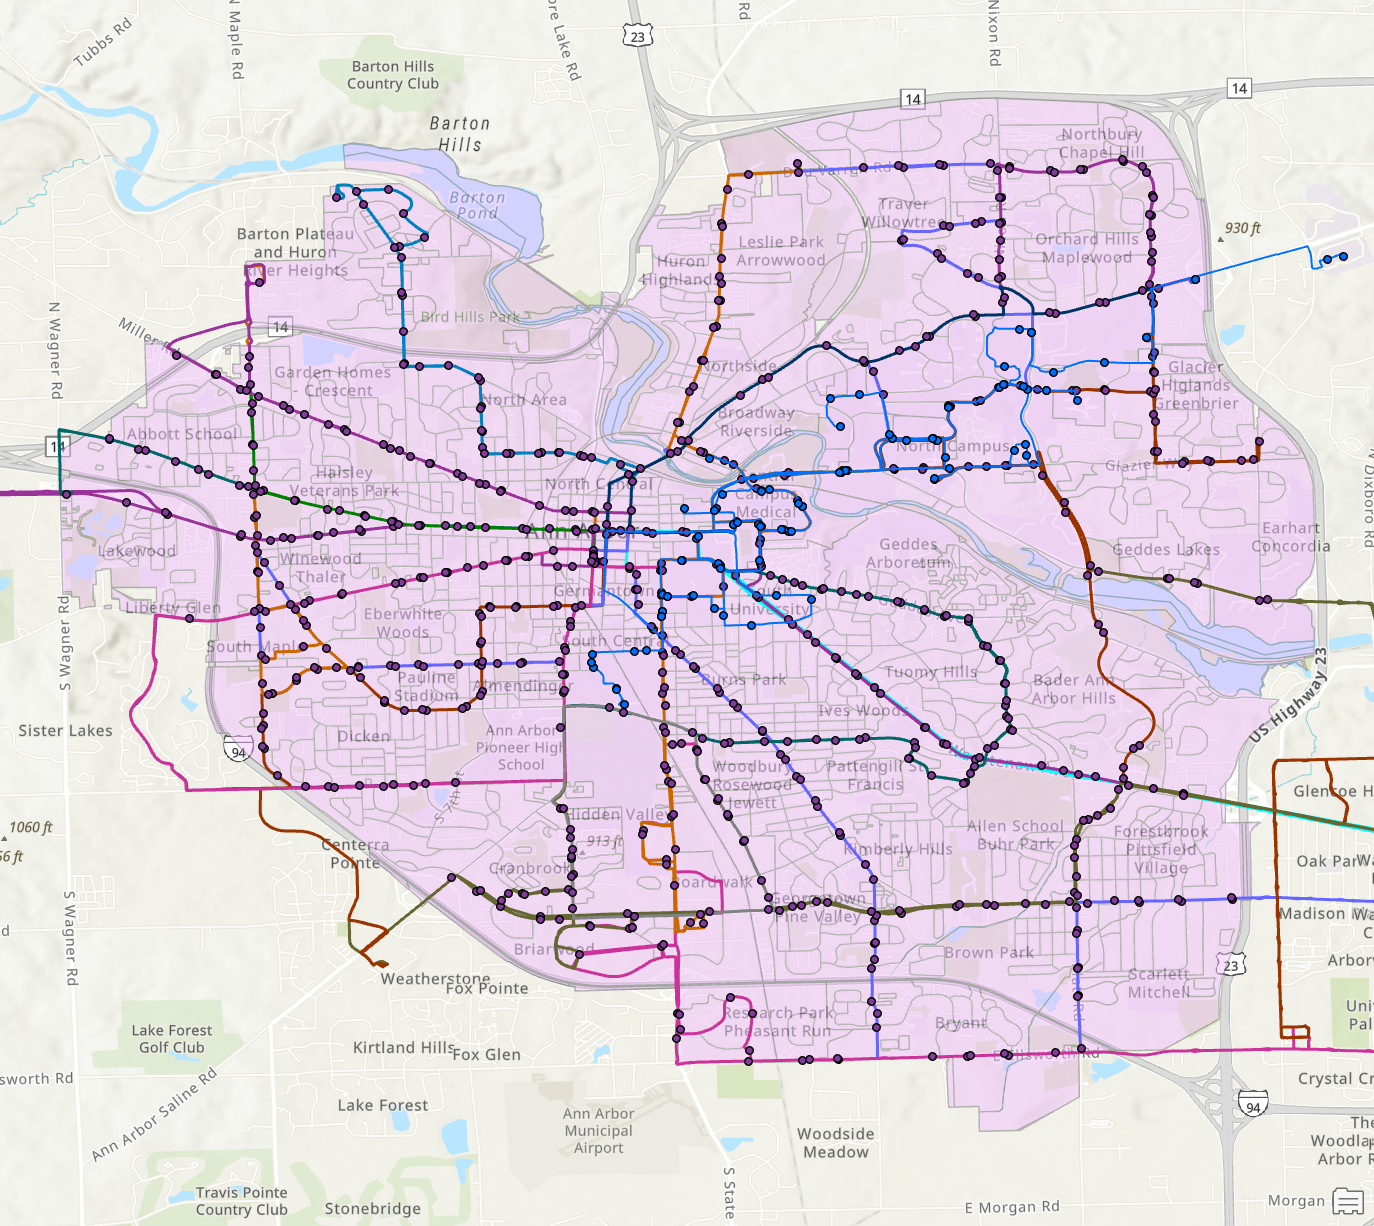 Tubbs Rd
N Maple Rd
ore Lake Rd
Rd
Nixon Rd
23
Barton Hills
Country Club
14
14
Barton
Hills
Northbury
Chapel Hill
Barton
Pond
Traver
Willowtree
930 ft
Barton Plateau
and Huron
River Heights
Leslie Park
Arrowwood
Orchard Hills
Maplewood
Huron
Highland
N Wagner Rd
Miller Rd
14
Bird Hills Park
Northside
Garden Homes
- Crescent
Glacier
Higlands
Greenbrier
North Area
Broadway
Riverside
14
Abbott School
North Campus
Glazier W
Haisley
Veterans Park
North Central
Campus
Medical
N Dixboro Rd
Ann Arbor
Earhart
Concordia
Lakewood
Winewood
Thaler
Geddes
Arboretum
Geddes Lakes
Liberty Glen
Eberwhite
Woods
Germantown
South
University
S Wagner Rd
South Maple
South Central
Pauline
Stadium
Almendinger
Burns Park
Tuomy Hills
Bader Ann
Arbor Hills
US Highway 23
Sister Lakes
Ives Woods
94
Dicken
Ann Arbor
Pioneer High
School
Woodbury
Rosewood
Jewett
Pattengill St
Francis
S 7th St
Glencoe H
1060 ft
56 ft
Hidden Valley
913 ft
Allen School
Buhr Park
Forestbrook
Pittsfield
Village
Centerra
Pointe
Kimberly Hills
Cranbrook
Boardwalk
Oak Par
Wa
Georgetown
Pine Valley
Madison Wa
C
S Wagner Rd
d
Briarwood
Brown Park
Arbor
23
Weatherstone
Fox Pointe
Scarlett
Mitchell
Research Park
Pheasant Run
Bryant
Uni
Pal
Lake Forest
Golf Club
Kirtland Hills
Fox Glen
Ellsworth Rd
sworth Rd
Crystal Cr
Ann Arbor Saline Rd
Lake Forest
94
Ann Arbor
Municipal
Airport
Woodside
Meadow
The
Woodla
Arbor R
S State
Travis Pointe
Country Club
Stonebridge
E Morgan Rd
Morgan